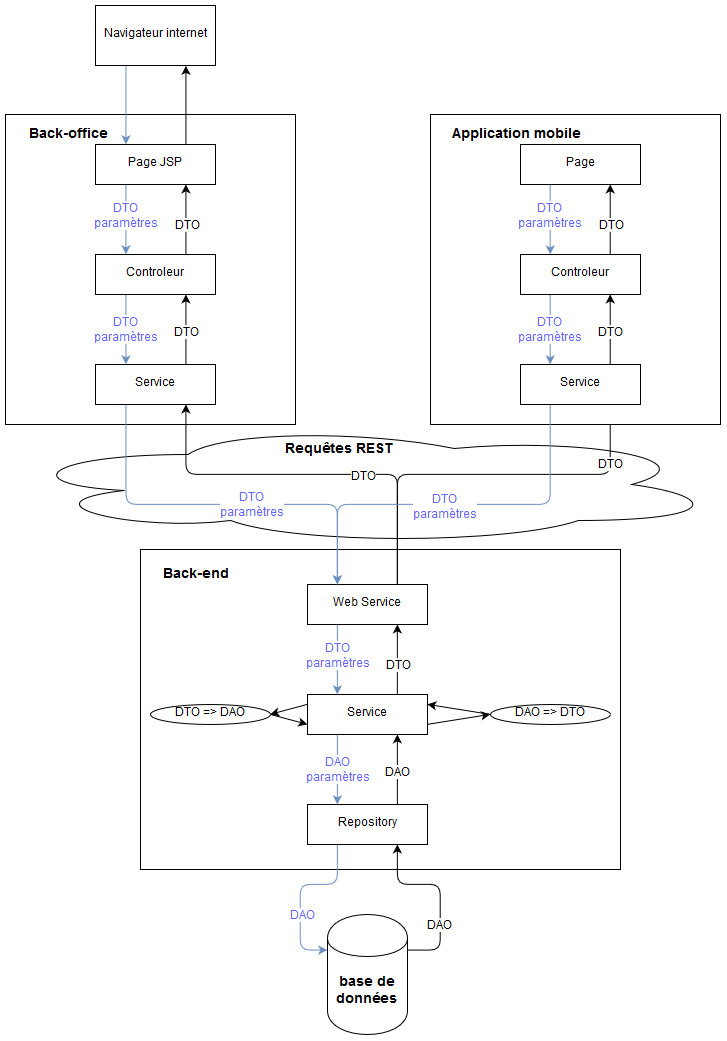 Navigateur internet
Back-office
Application mobile
Page JSP
Page
DTO
paramètres
DTO
DTO
paramètres
DTO
Controleur
Controleur
DTO
paramètres
DTO
DTO
paramètres
DTO
Service
Service
Requêtes REST
DTO
DTO
DTO
paramètres
DTO
paramètres
Back-end
Web Service
DTO
paramètres
DTO
DTO => DAO
Service
DAO => DTO
DAO
paramètres
DAO
Repository
DAO
DAO
base de
données